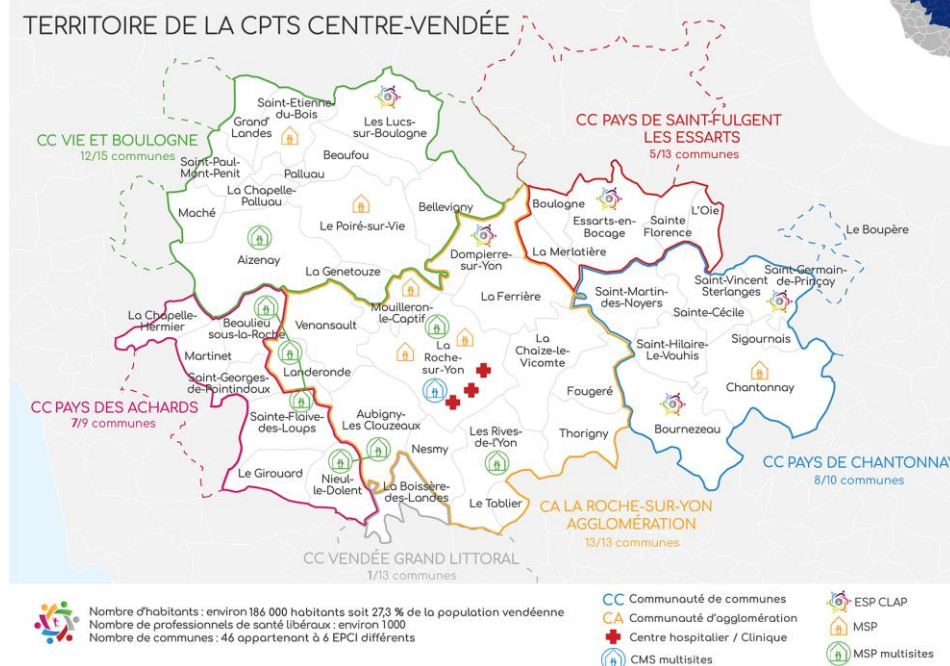 TERRITOIRE DE LA CPTS CENTRE-VENDÉE
CC VIE ET BOULOGNE
12/15 communes
Saint-Etienne-
du-Bois
Grand'
Landes
Les Lucs-
sur-Boulogne
Beaufou
Saint-Paul-
Mont-Penit
Palluau
La Chapelle-
Palluau
Maché
Le Poiré-sur-Vie
Bellevigny
Aizenay
La Genetouze
CC PAYS DE SAINT-FULGENT
LES ESSARTS
5/13 communes
Boulogne
Essarts-en-
Bocage
Sainte
Florence
L'Oie
La Merlatière
Le Boupère
Dompierre-
sur-Yon
La Ferrière
Mouilleron-
le-Captif
Venansault
La
Roche-
sur-Yon
La
Chaize-le-
Vicomte
Landeronde
Fougeré
Aubigny-
Les Clouzeaux
Les Rives-
de-l'Yon
Thorigny
Nesmy
Le Tablier
La Boissère-
des-Landes
Saint-Martin-
des-Noyers
Saint-Vincent
Sterlanges
Saint-Germain-
de-Prinçay
Sainte-Cécile
Saint-Hilaire-
Le-Vouhis
Sigournais
Chantonnay
Bournezeau
La Chapelle-
Hermier
Beaulieu
sous-la-Roche
Martinet
Saint-Georges-
de-Pointindoux
CC PAYS DES ACHARDS
7/9 communes
Sainte-Flaive-
des-Loups
Le Girouard
Nieul-
le-Dolent
CC PAYS DE CHANTONNAY
8/10 communes
CA LA ROCHE-SUR-YON
AGGLOMÉRATION
13/13 communes
CC VENDÉE GRAND LITTORAL
1/13 communes
Nombre d'habitants : environ 186 000 habitants soit 27,3 % de la population vendéenne
Nombre de professionnels de santé libéraux : environ 1000
Nombre de communes : 46 appartenant à 6 EPCI différents
CC Communauté de communes
CA Communauté d'agglomération
Centre hospitalier / Clinique
CMS multisites
ESP CLAP
MSP
MSP multisites